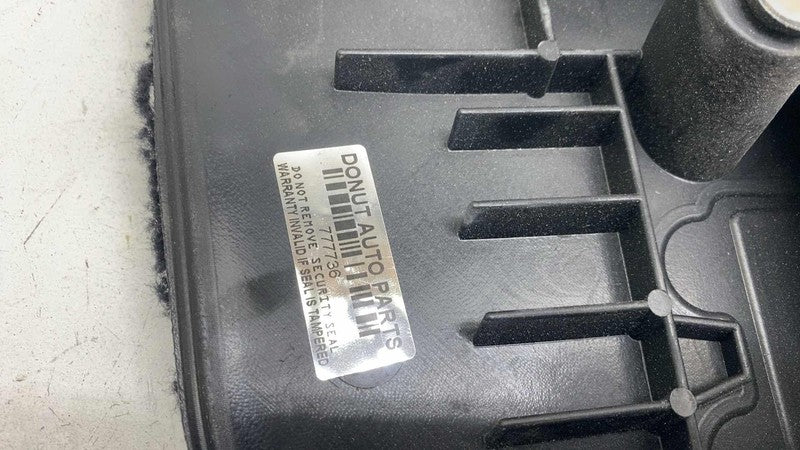 DONUT AUTO PARTS
777736
DO NOT REMOVE SECURITY SEAL
WARRANTY INVALID IF SEAL IS TAMPERED